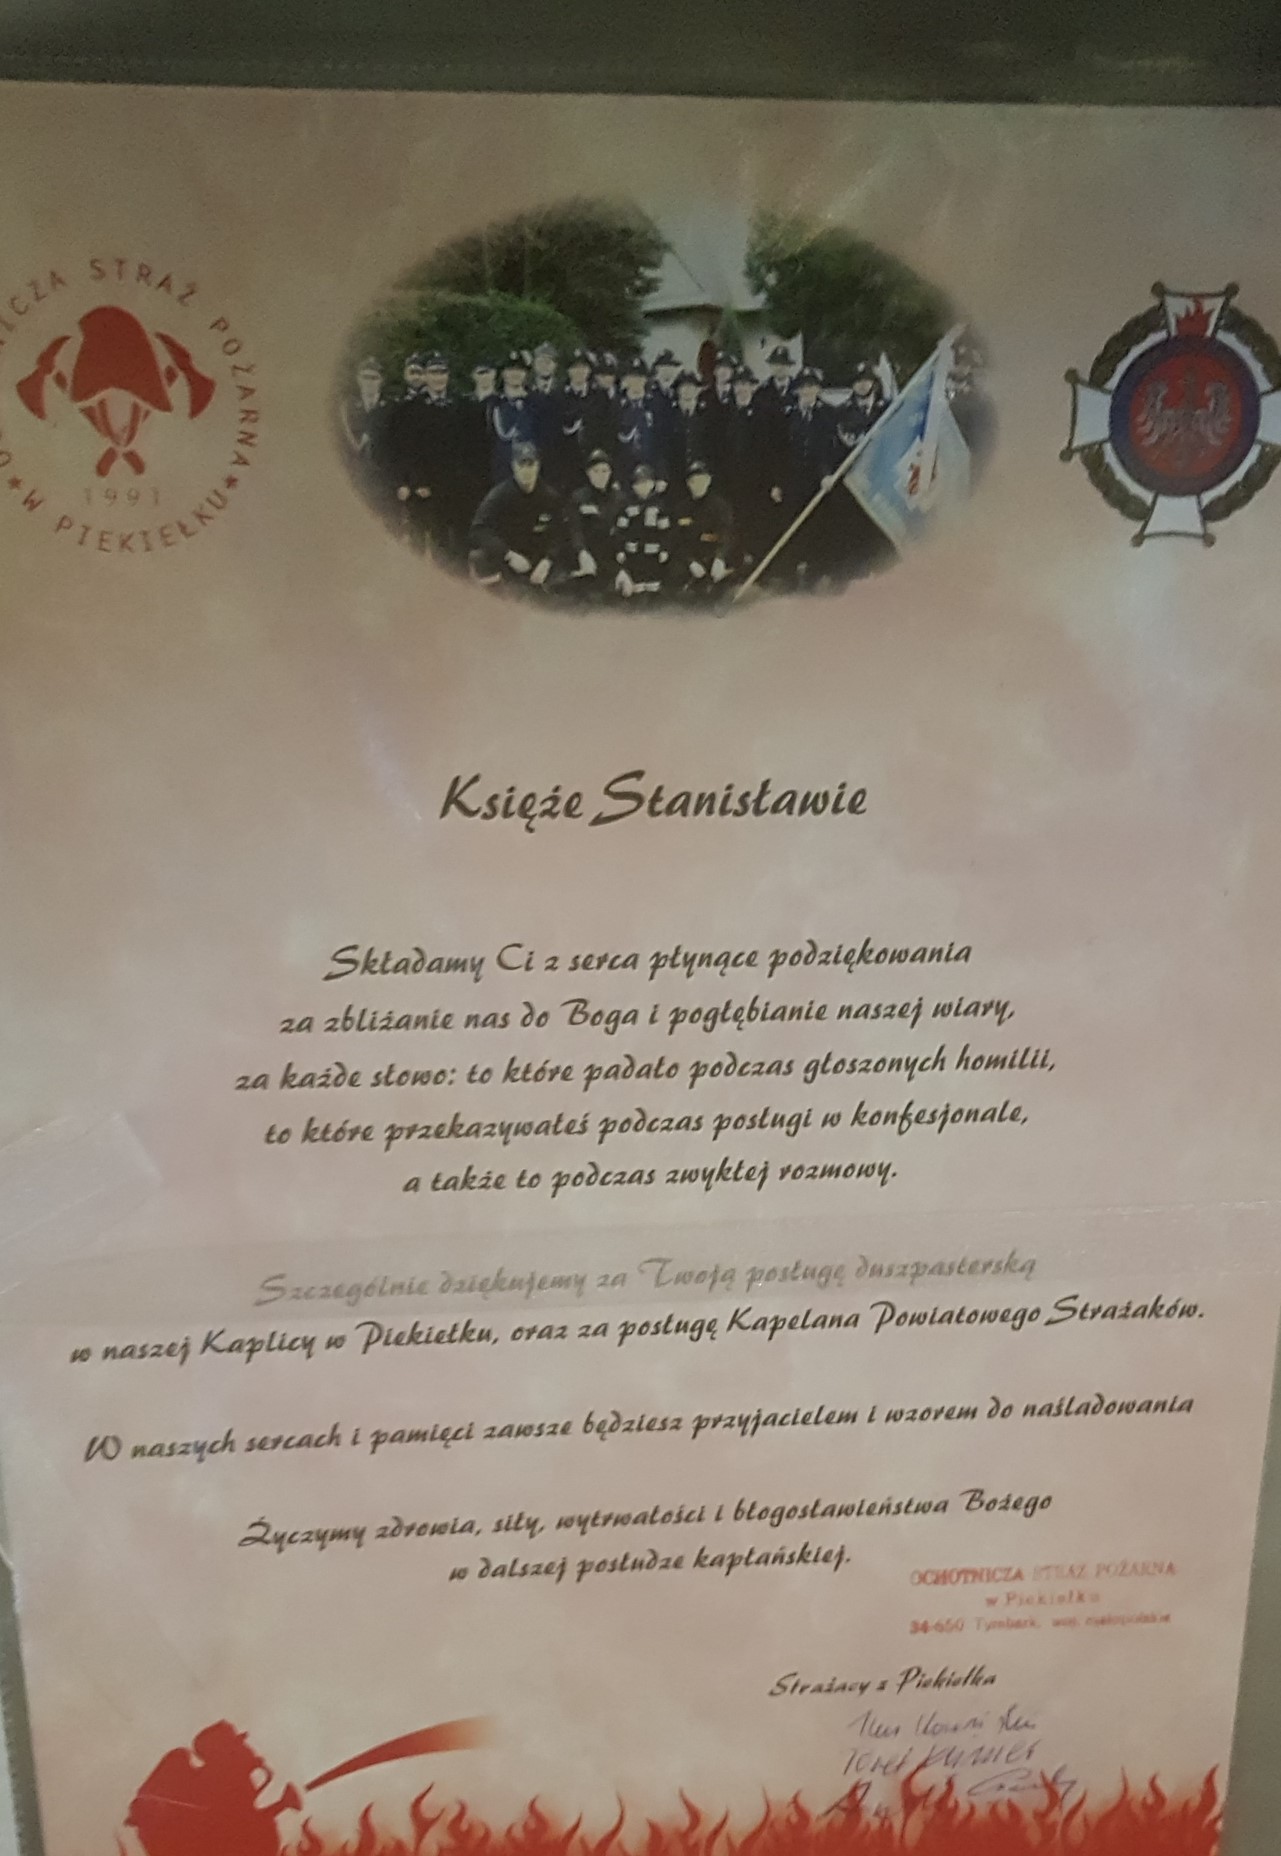 STRAŻ POŻARNA
W PIEKIEŁKU
1991
Księże Stanisławie
Składamy Ci z serca płynące podziękowania
za zbliżanie nas do Boga i pogłębianie naszej wiary,
za każde słowo: to które padało podczas głoszonych homilii,
to które przekazywałeś podczas posługi w konfesjonale,
a także to podczas zwykłej rozmowy.
Szczególnie dziękujemy za Twoją posługę duszpasterską
w naszej Kaplicy w Piekiełku, oraz za posługę Kapelana Powiatowego Strażaków.
W naszych sercach i pamięci zawsze będziesz przyjacielem i wzorem do naśladowania
Życzymy zdrowia, siły, wytrwałości i błogosławieństwa Bożego
w dalszej posłudze kapłańskiej.
OCHOTNICZA STRAŻ POŻARNA
w Piekiełku
34-650 Tymbark, woj. małopolskie
Strażacy z Piekiełka